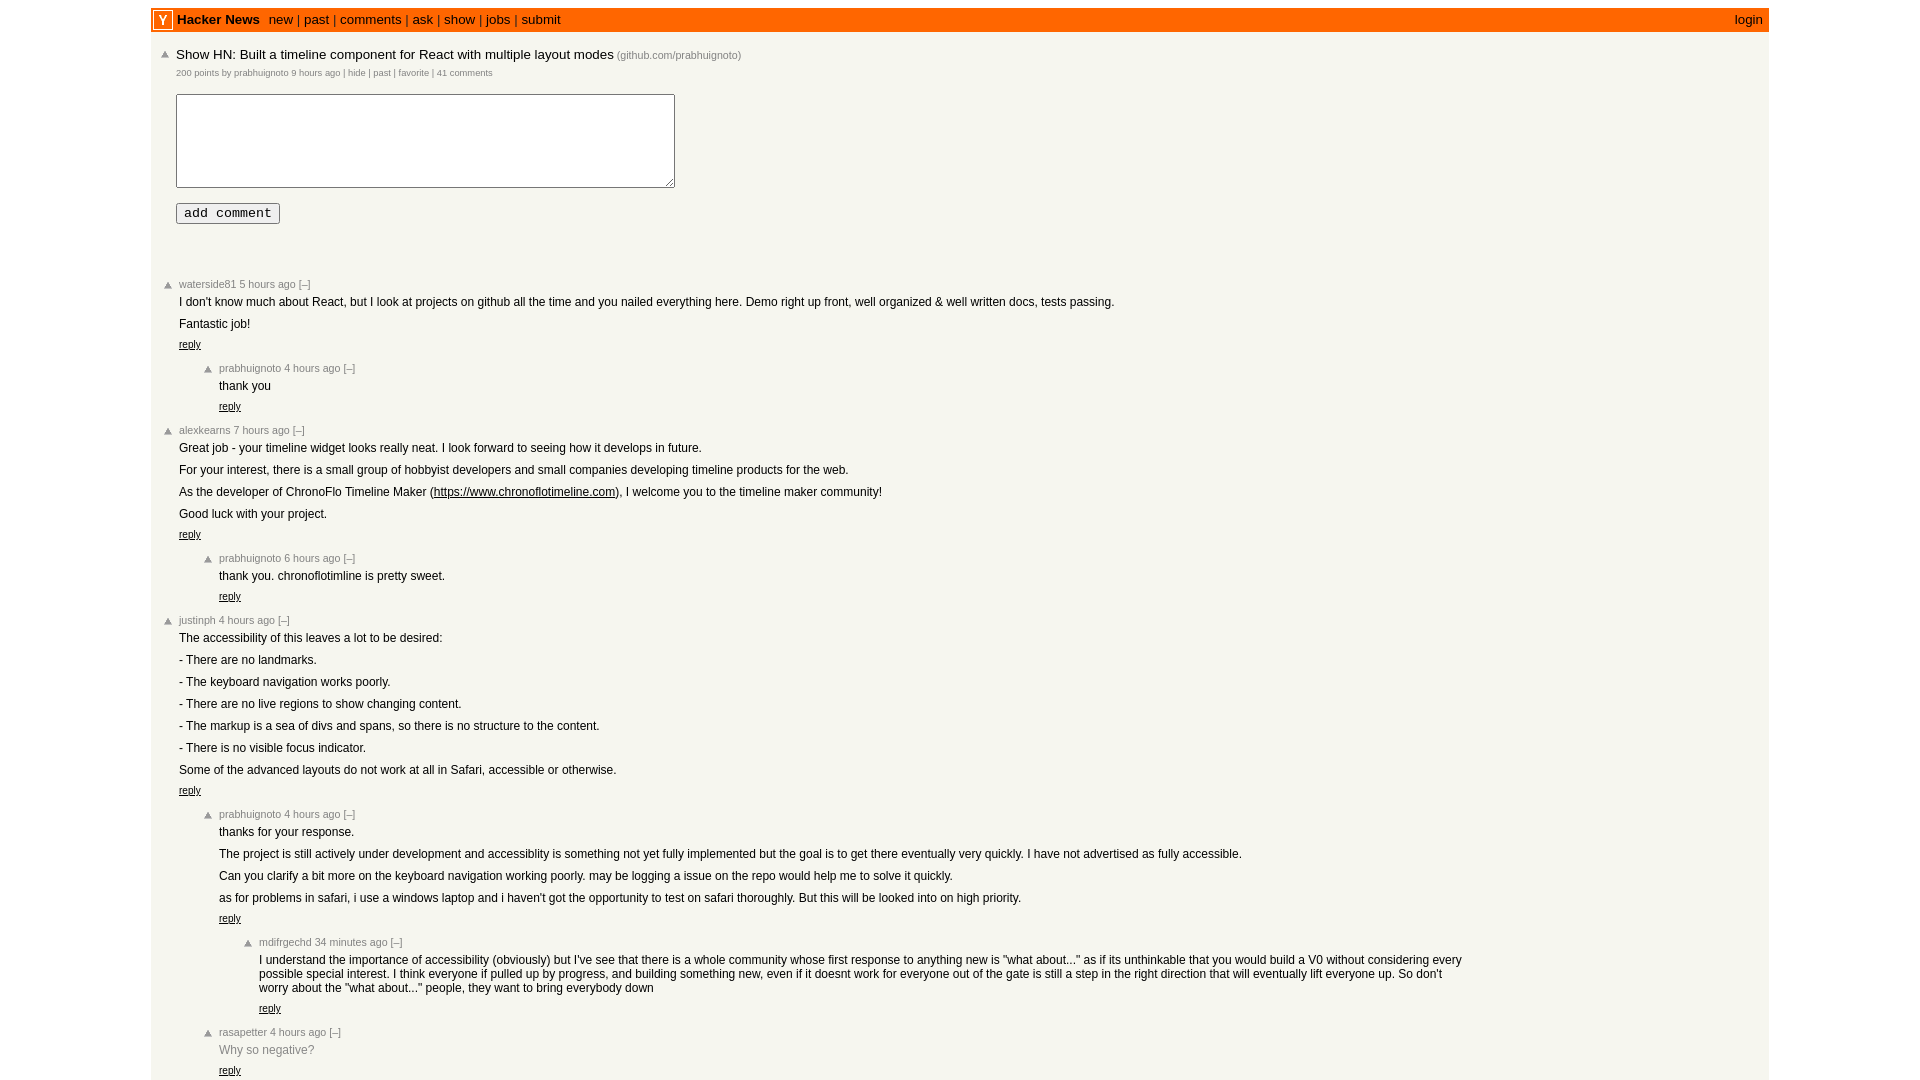 Y Hacker News new | past | comments | ask | show | jobs | submit login
Show HN: Built a timeline component for React with multiple layout modes (github.com/prabhuignoto)
200 points by prabhuignoto 9 hours ago | hide | past | favorite | 41 comments
add comment
waterside81 5 hours ago [–]
I don't know much about React, but I look at projects on github all the time and you nailed everything here. Demo right up front, well organized & well written docs, tests passing.
Fantastic job!
reply
prabhuignoto 4 hours ago [–]
thank you
reply
alexkearns 7 hours ago [–]
Great job - your timeline widget looks really neat. I look forward to seeing how it develops in future.
For your interest, there is a small group of hobbyist developers and small companies developing timeline products for the web.
As the developer of ChronoFlo Timeline Maker (https://www.chronoflotimeline.com), I welcome you to the timeline maker community!
Good luck with your project.
reply
prabhuignoto 6 hours ago [–]
thank you. chronoflotimline is pretty sweet.
reply
justinph 4 hours ago [–]
The accessibility of this leaves a lot to be desired:
- There are no landmarks.
- The keyboard navigation works poorly.
- There are no live regions to show changing content.
- The markup is a sea of divs and spans, so there is no structure to the content.
- There is no visible focus indicator.
Some of the advanced layouts do not work at all in Safari, accessible or otherwise.
reply
prabhuignoto 4 hours ago [–]
thanks for your response.
The project is still actively under development and accessiblity is something not yet fully implemented but the goal is to get there eventually very quickly. I have not advertised as fully accessible.
Can you clarify a bit more on the keyboard navigation working poorly. may be logging a issue on the repo would help me to solve it quickly.
as for problems in safari, i use a windows laptop and i haven't got the opportunity to test on safari thoroughly. But this will be looked into on high priority.
reply
mdifrgechd 34 minutes ago [–]
I understand the importance of accessibility (obviously) but I've see that there is a whole community whose first response to anything new is "what about..." as if its unthinkable that you would build a V0 without considering every
possible special interest. I think everyone if pulled up by progress, and building something new, even if it doesnt work for everyone out of the gate is still a step in the right direction that will eventually lift everyone up. So don't
worry about the "what about..." people, they want to bring everybody down
reply
rasapetter 4 hours ago [–]
Why so negative?
reply